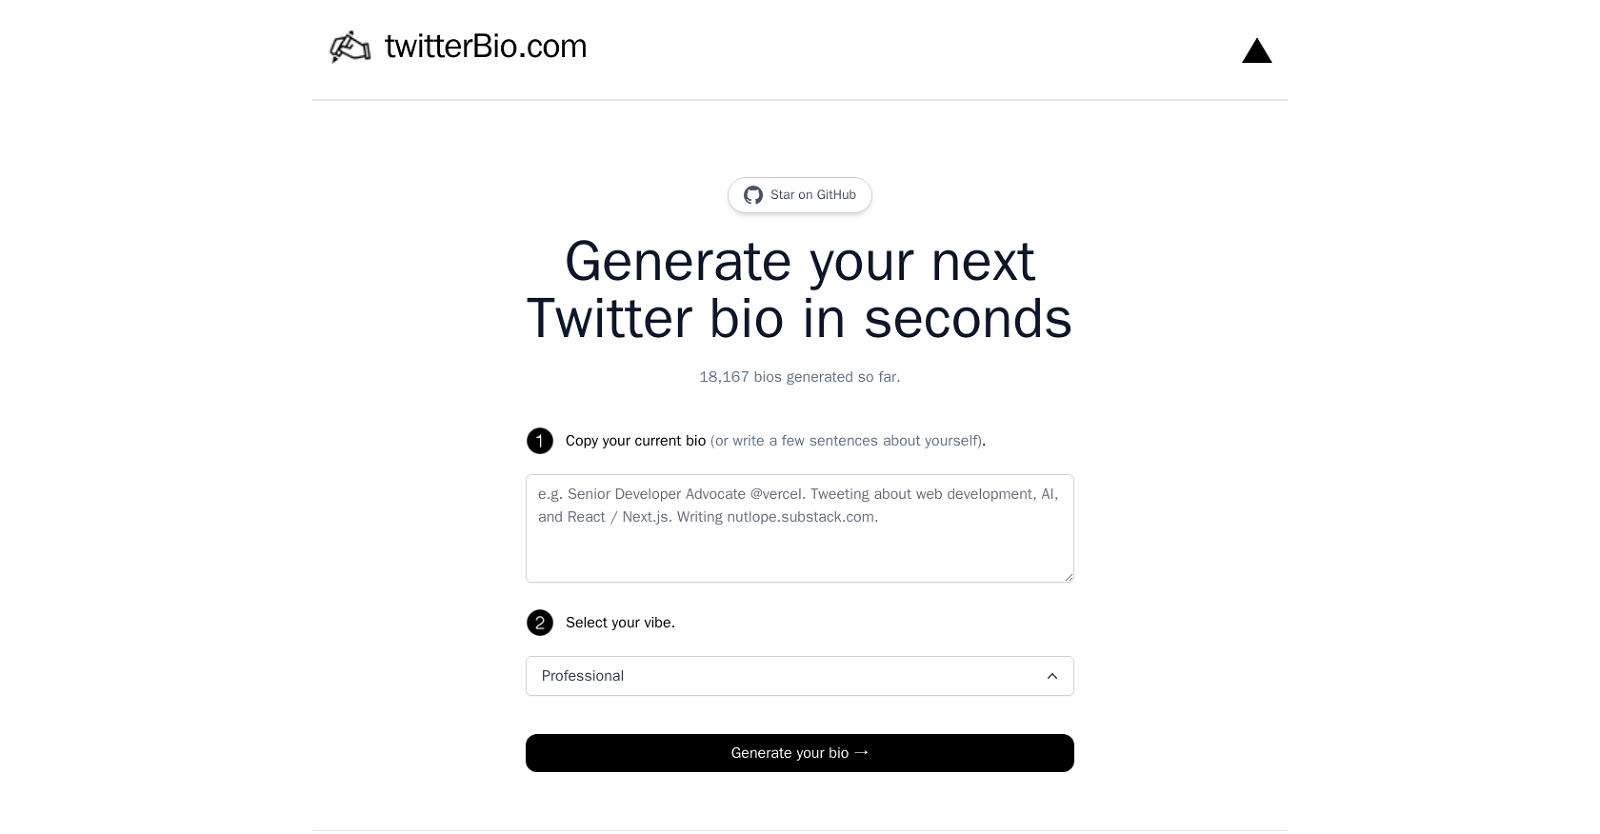 twitterBio.com
Star on GitHub
Generate your next
Twitter bio in seconds
18,167 bios generated so far.
1 Copy your current bio (or write a few sentences about yourself).
e.g. Senior Developer Advocate @vercel. Tweeting about web development, AI,
and React / Next.js. Writing nutlope.substack.com.
2 Select your vibe.
Professional
Generate your bio →